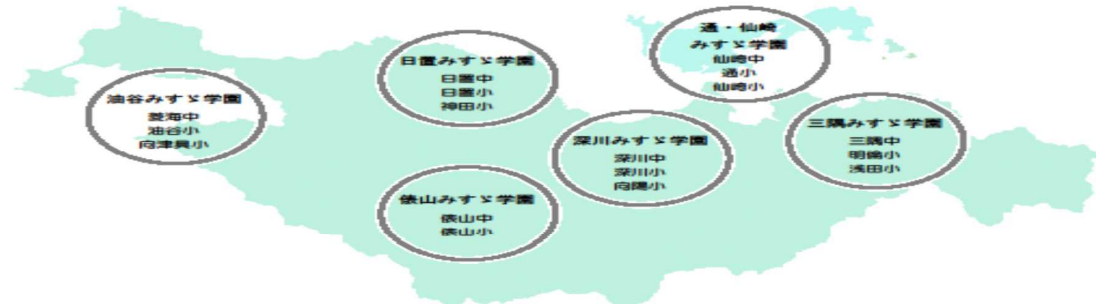 油谷みすゞ学園
菱海中
油谷小
向津具小
日置みすゞ学園
日置中
日置小
神田小
俵山みすゞ学園
俵山中
俵山小
深川みすゞ学園
深川中
深川小
向陽小
通・仙崎
みすゞ学園
仙崎中
通小
仙崎小
三隅みすゞ学園
三隅中
明倫小
浅田小